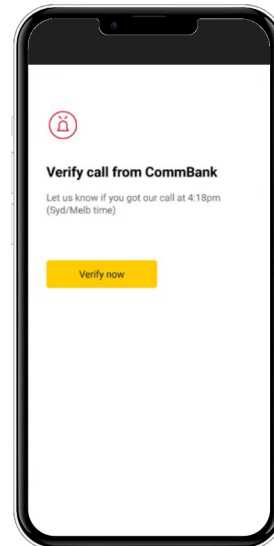 Verify call from CommBank
Let us know if you got our call at 4:18pm
(Syd/Melb time)
Verify now